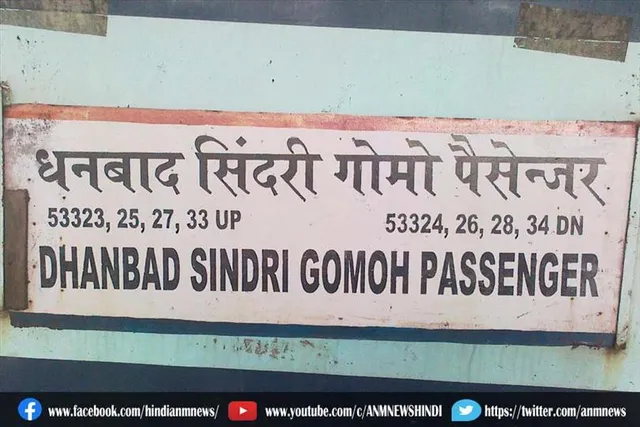 धनबाद सिंदरी गोमो पैसेन्जर
53323, 25, 27, 33 UP 53324, 26, 28, 34 DN
DHANBAD SINDRI GOMOH PASSENGER
www.facebook.com/hindianmnews/ www.youtube.com/c/ANMNEWSHINDI https://twitter.com/anmnews